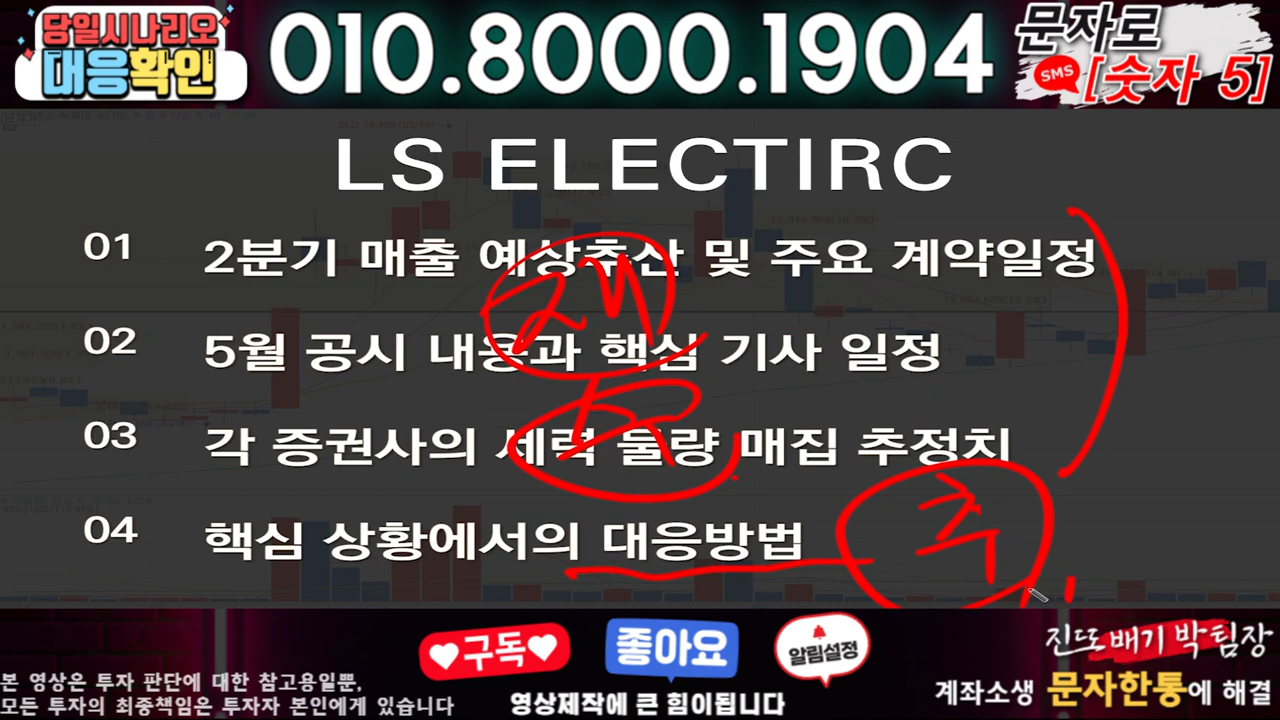 당일시나리오
대응확인
010.8000.1904
문자로
SMS
[숫자 5]
LS ELECTIRC
01 2분기 매출 예상추산 및 주요 계약일정
02 5월 공시 내용과 핵심 기사 일정
03 각 증권사의 세력 물량 매집 추정치
04 핵심 상황에서의 대응방법
재
추
구독
좋아요
알림설정
영상제작에 큰 힘이됩니다
본 영상은 투자 판단에 대한 참고용일뿐,
모든 투자의 최종책임은 투자자 본인에게 있습니다
진또배기 박팀장
계좌소생 문자한통에 해결